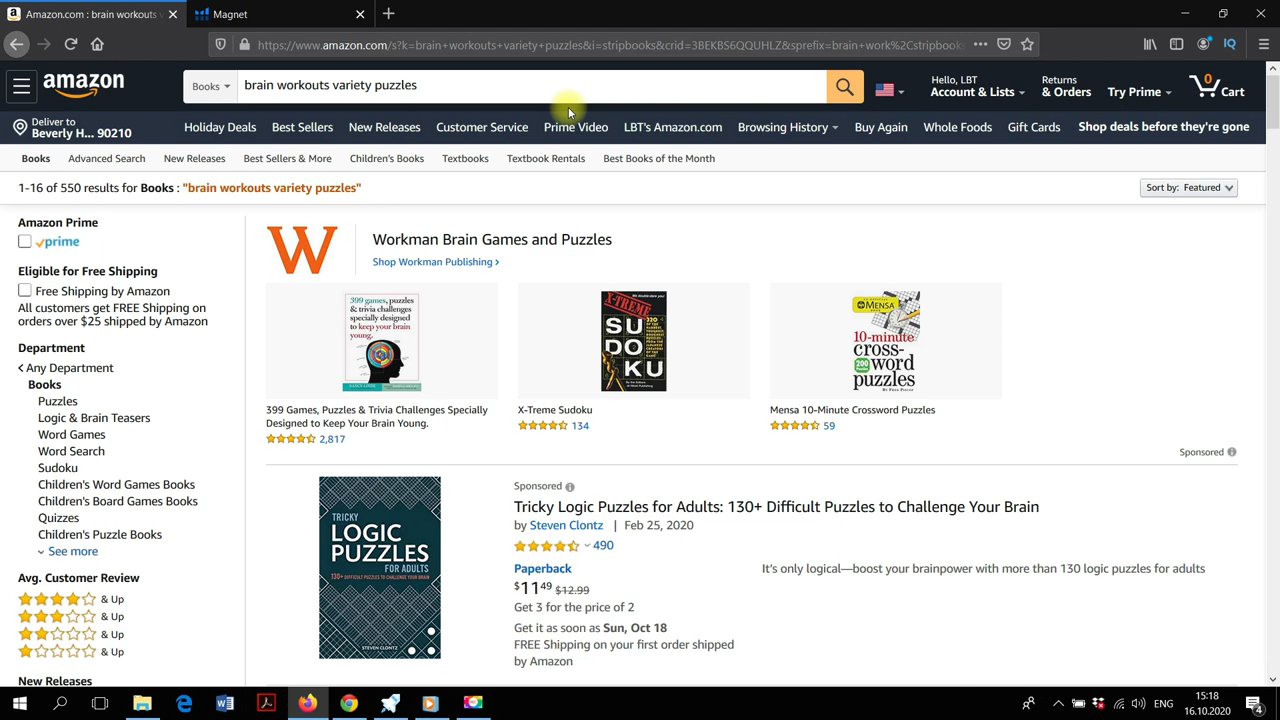 Amazon.com : brain workouts v
Magnet
https://www.amazon.com/s?k=brain+workouts+variety+puzzles&i=stripbooks&crid=3BEKBS6QQUHLZ&sprefix=brain+work%2Cstripbook
amazon
Books
brain workouts variety puzzles
Hello, LBT
Account & Lists
Returns
& Orders
Try Prime
0
Cart
Deliver to
Beverly H... 90210
Holiday Deals
Best Sellers
New Releases
Customer Service
Prime Video
LBT's Amazon.com
Browsing History
Buy Again
Whole Foods
Gift Cards
Shop deals before they're gone
Books
Advanced Search
New Releases
Best Sellers & More
Children's Books
Textbooks
Textbook Rentals
Best Books of the Month
1-16 of 550 results for Books : "brain workouts variety puzzles"
Sort by: Featured
Amazon Prime
prime
Eligible for Free Shipping
Free Shipping by Amazon
All customers get FREE Shipping on
orders over $25 shipped by Amazon
Department
Any Department
Books
Puzzles
Logic & Brain Teasers
Word Games
Word Search
Sudoku
Children's Word Games Books
Children's Board Games Books
Quizzes
Children's Puzzle Books
See more
Avg. Customer Review
& Up
& Up
& Up
& Up
New Releases
W
Workman Brain Games and Puzzles
Shop Workman Publishing ›
399 games, puzzles
& trivia challenges
specially designed
to keep your brain
young.
X-TREME
SU
DO
KU
MENSA
10-minute
cross-
word
puzzles
399 Games, Puzzles & Trivia Challenges Specially
Designed to Keep Your Brain Young.
2,817
X-Treme Sudoku
134
Mensa 10-Minute Crossword Puzzles
59
Sponsored
TRICKY
LOGIC
PUZZLES
FOR ADULTS
130+ DIFFICULT PUZZLES TO CHALLENGE YOUR BRAIN
STEVEN CLONTZ
Sponsored
Tricky Logic Puzzles for Adults: 130+ Difficult Puzzles to Challenge Your Brain
by Steven Clontz | Feb 25, 2020
490
Paperback
$11.49 $12.99
Get 3 for the price of 2
Get it as soon as Sun, Oct 18
FREE Shipping on your first order shipped
by Amazon
It's only logical—boost your brainpower with more than 130 logic puzzles for adults
ENG
15:18
16.10.2020
4